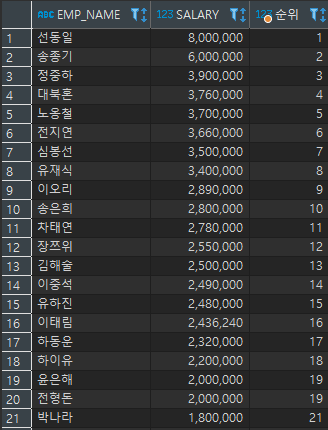 ABC EMP_NAME 123 SALARY 123 순위
1 선동일 8,000,000 1
2 송종기 6,000,000 2
3 정중하 3,900,000 3
4 대북혼 3,760,000 4
5 노옹철 3,700,000 5
6 전지연 3,660,000 6
7 심봉선 3,500,000 7
8 유재식 3,400,000 8
9 이오리 2,890,000 9
10 송은희 2,800,000 10
11 차태연 2,780,000 11
12 장쯔위 2,550,000 12
13 김해술 2,500,000 13
14 이중석 2,490,000 14
15 유하진 2,480,000 15
16 이태림 2,436,240 16
17 하동운 2,320,000 17
18 하이유 2,200,000 18
19 윤은해 2,000,000 19
20 전형돈 2,000,000 19
21 박나라 1,800,000 21